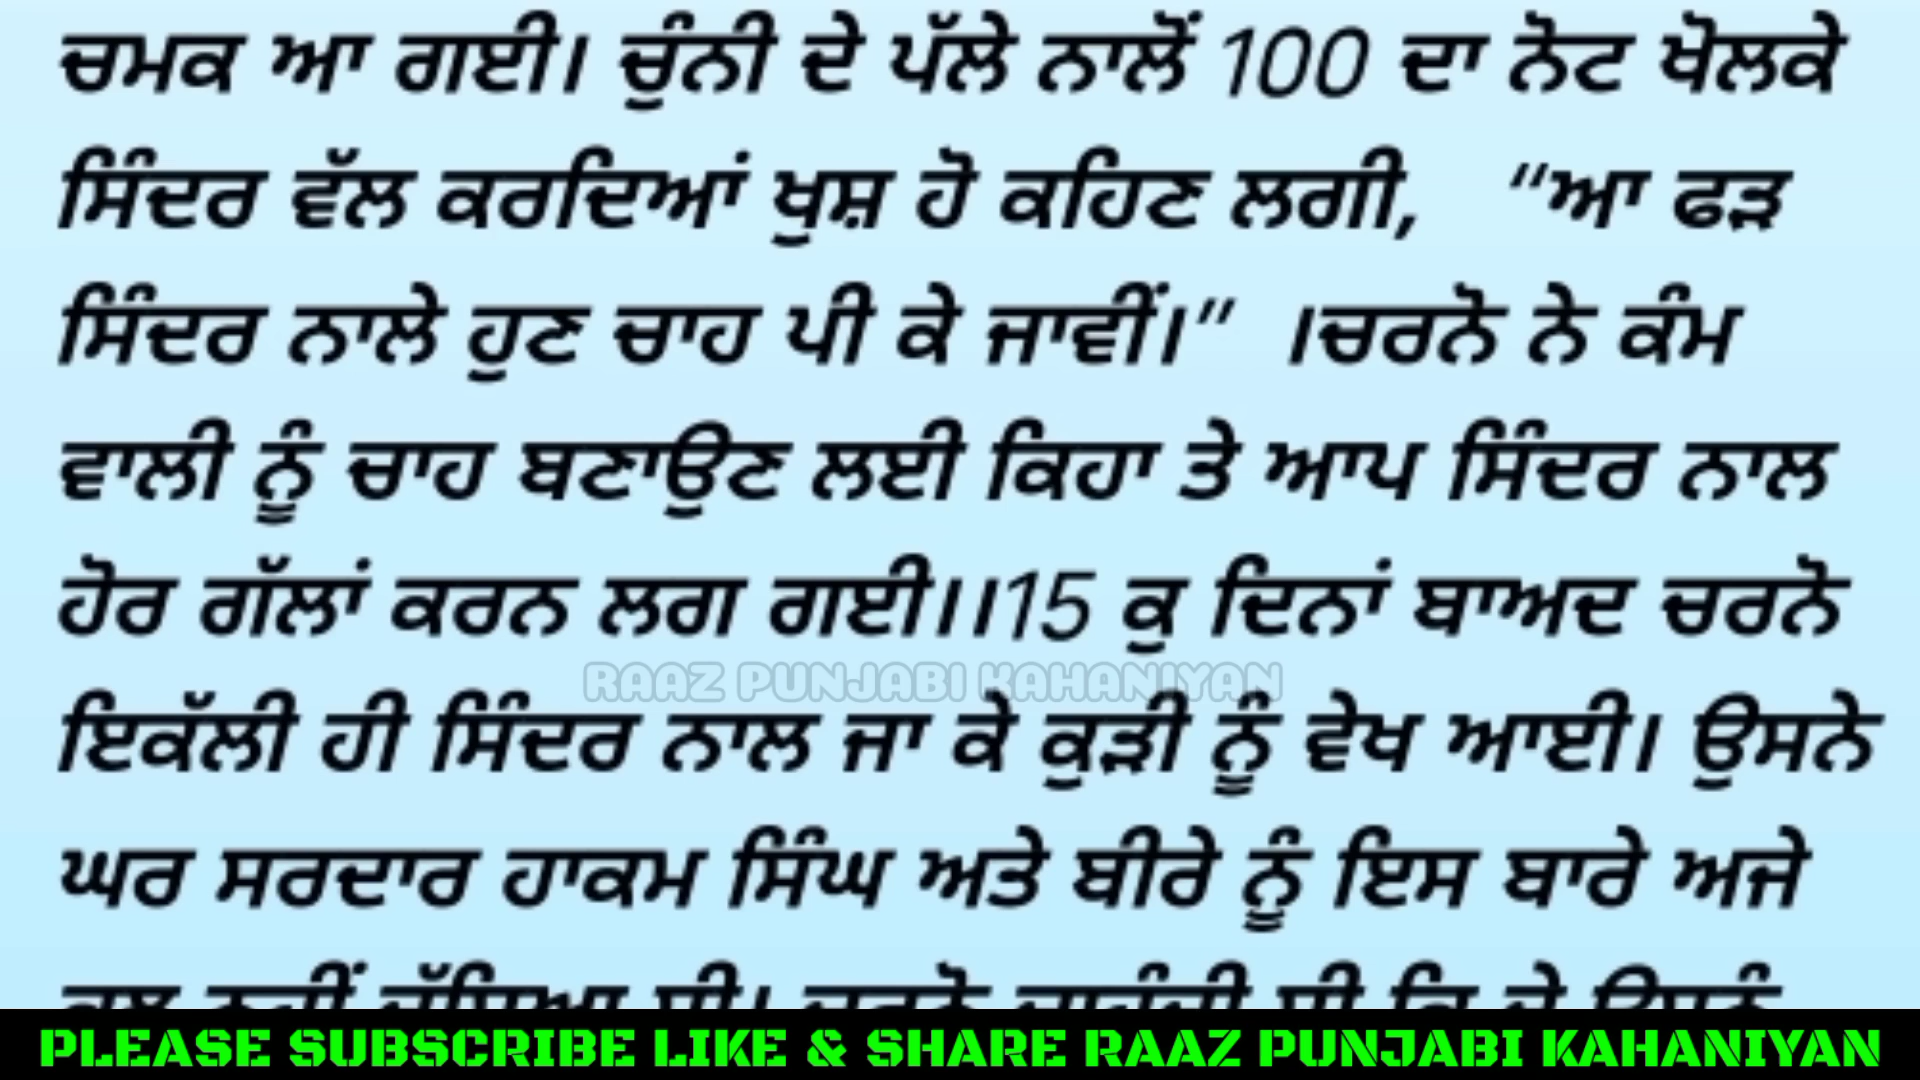 ਚਮਕ ਆ ਗਈ। ਚੁੰਨੀ ਦੇ ਪੱਲੇ ਨਾਲੋਂ 100 ਦਾ ਨੋਟ ਖੋਲਕੇ
ਸਿੰਦਰ ਵੱਲ ਕਰਦਿਆਂ ਖੁਸ਼ ਹੋ ਕਹਿਣ ਲਗੀ, “ਆ ਫੜ
ਸਿੰਦਰ ਨਾਲੇ ਹੁਣ ਚਾਹ ਪੀ ਕੇ ਜਾਵੀਂ।” ।ਚਰਨੋ ਨੇ ਕੰਮ
ਵਾਲੀ ਨੂੰ ਚਾਹ ਬਣਾਉਣ ਲਈ ਕਿਹਾ ਤੇ ਆਪ ਸਿੰਦਰ ਨਾਲ
ਹੋਰ ਗੱਲਾਂ ਕਰਨ ਲਗ ਗਈ।।15 ਕੁ ਦਿਨਾਂ ਬਾਅਦ ਚਰਨੋ
RAAZ PUNJABI KAHANIYAN
ਇਕੱਲੀ ਹੀ ਸਿੰਦਰ ਨਾਲ ਜਾ ਕੇ ਕੁੜੀ ਨੂੰ ਵੇਖ ਆਈ। ਉਸਨੇ
ਘਰ ਸਰਦਾਰ ਹਾਕਮ ਸਿੰਘ ਅਤੇ ਬੀਰੇ ਨੂੰ ਇਸ ਬਾਰੇ ਅਜੇ
PLEASE SUBSCRIBE LIKE & SHARE RAAZ PUNJABI KAHANIYAN